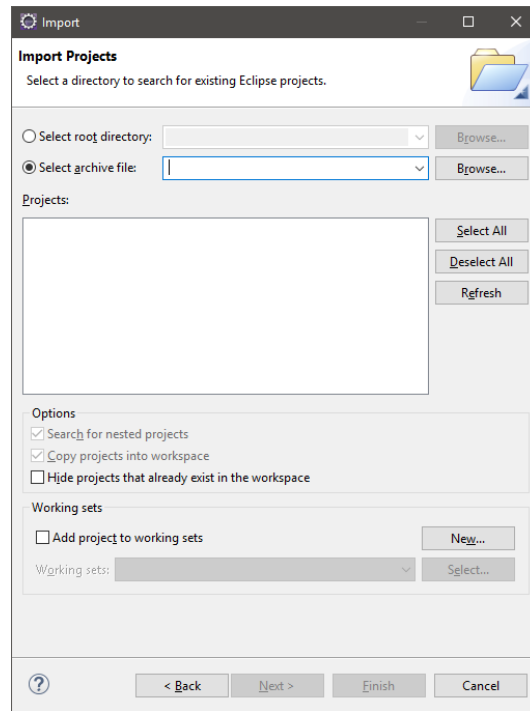 Import
Import Projects
Select a directory to search for existing Eclipse projects.
Select root directory:
Browse...
Select archive file:
Browse...
Projects:
Select All
Deselect All
Refresh
Options
Search for nested projects
Copy projects into workspace
Hide projects that already exist in the workspace
Working sets
Add project to working sets
New...
Working sets:
Select...
?
< Back
Next >
Finish
Cancel